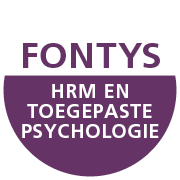 FONTYS
HRM EN
TOEGEPASTE
PSYCHOLOGIE